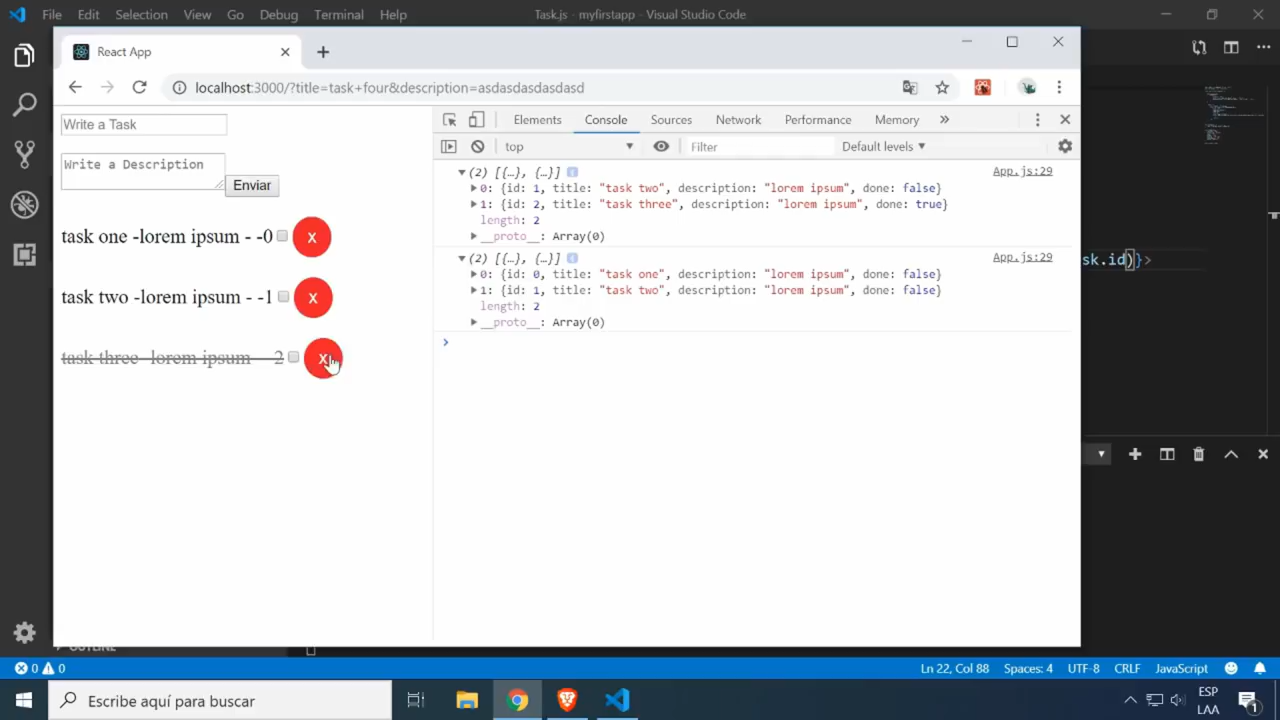 File Edit Selection View Go Debug Terminal Help Task.js - myfirstapp - Visual Studio Code
React App
localhost:3000/?title=task+four&description=asdasdasdasdasd
Write a Task
Write a Description
Enviar
task one -lorem ipsum - -0 X
task two -lorem ipsum - -1 X
task three -lorem ipsum - -2 X
Elements Console Sources Network Performance Memory »
top Filter Default levels
(2) [{…}, {…}] App.js:29
0: {id: 1, title: "task two", description: "lorem ipsum", done: false}
1: {id: 2, title: "task three", description: "lorem ipsum", done: true}
length: 2
__proto__: Array(0)
(2) [{…}, {…}] App.js:29
0: {id: 0, title: "task one", description: "lorem ipsum", done: false}
1: {id: 1, title: "task two", description: "lorem ipsum", done: false}
length: 2
__proto__: Array(0)
sk.id)}>
OUTLINE
0 0 Ln 22, Col 88 Spaces: 4 UTF-8 CRLF JavaScript
Escribe aquí para buscar
ESP
LAA
1